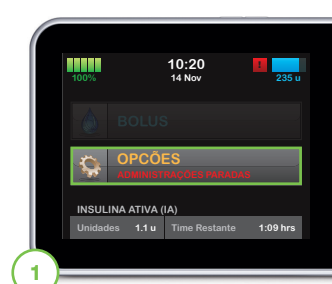 100%
10:20
14 Nov
!
235 u
BOLUS
OPCÕES
ADMINISTRAÇÕES PARADAS
INSULINA ATIVA (IA)
Unidades 1.1 u Time Restante 1:09 hrs
1